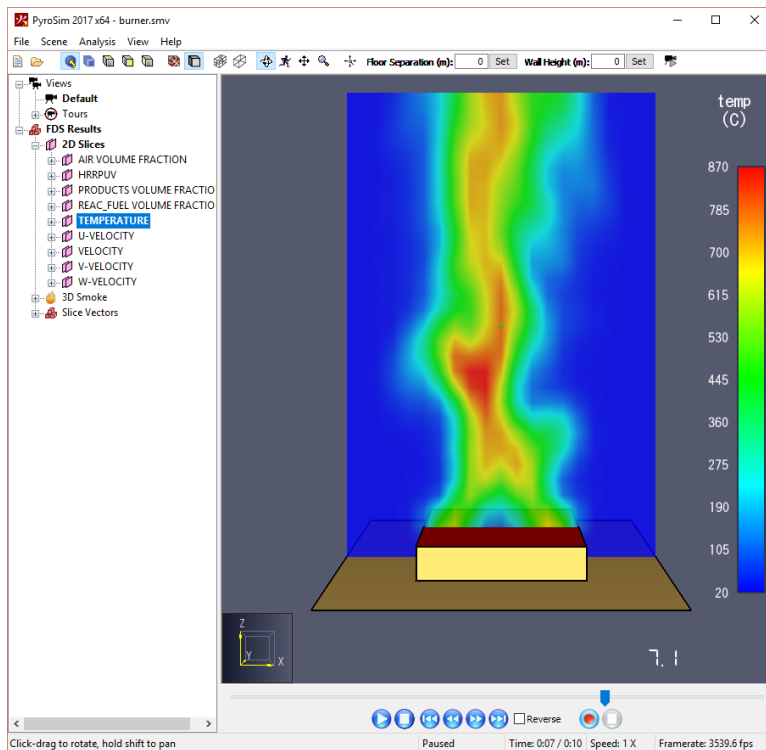 PyroSim 2017 x64 - burner.smv
File Scene Analysis View Help
Floor Separation (m): 0 Set Wall Height (m): 0 Set
Views
Default
Tours
FDS Results
2D Slices
AIR VOLUME FRACTION
HRRPUV
PRODUCTS VOLUME FRACTIO
REAC_FUEL VOLUME FRACTIO
TEMPERATURE
U-VELOCITY
VELOCITY
V-VELOCITY
W-VELOCITY
3D Smoke
Slice Vectors
temp
(C)
870
785
700
615
530
445
360
275
190
105
20
Z
Y
X
7.1
Reverse
Click-drag to rotate, hold shift to pan
Paused
Time: 0:07 / 0:10
Speed: 1 X
Framerate: 3539.6 fps